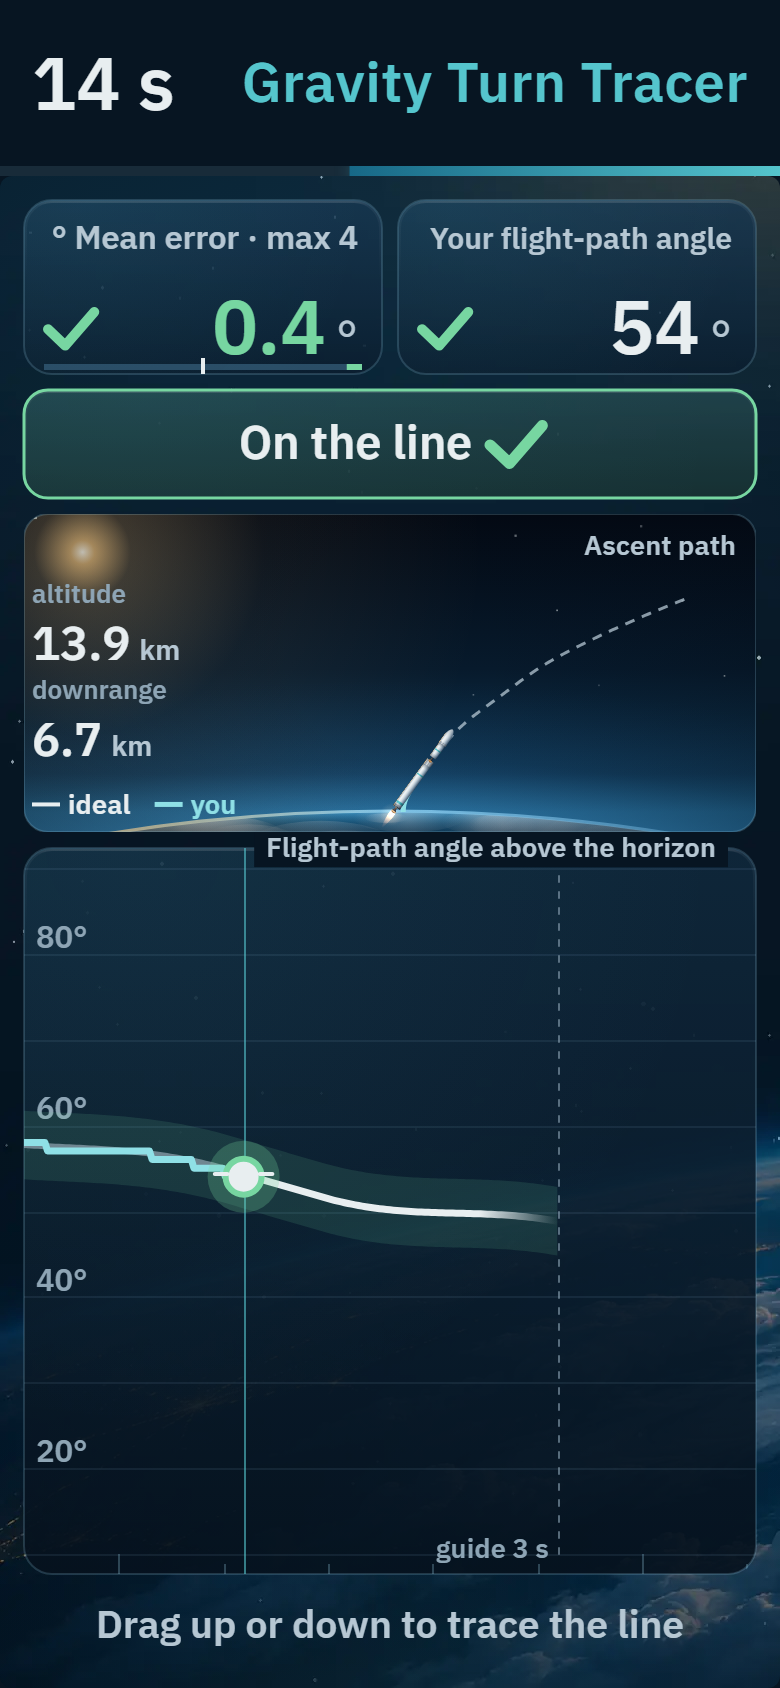 14 s
Gravity Turn Tracer
° Mean error · max 4
0.4 °
Your flight-path angle
54 °
On the line
Ascent path
altitude
13.9 km
downrange
6.7 km
ideal
you
Flight-path angle above the horizon
80°
60°
40°
20°
guide 3 s
Drag up or down to trace the line